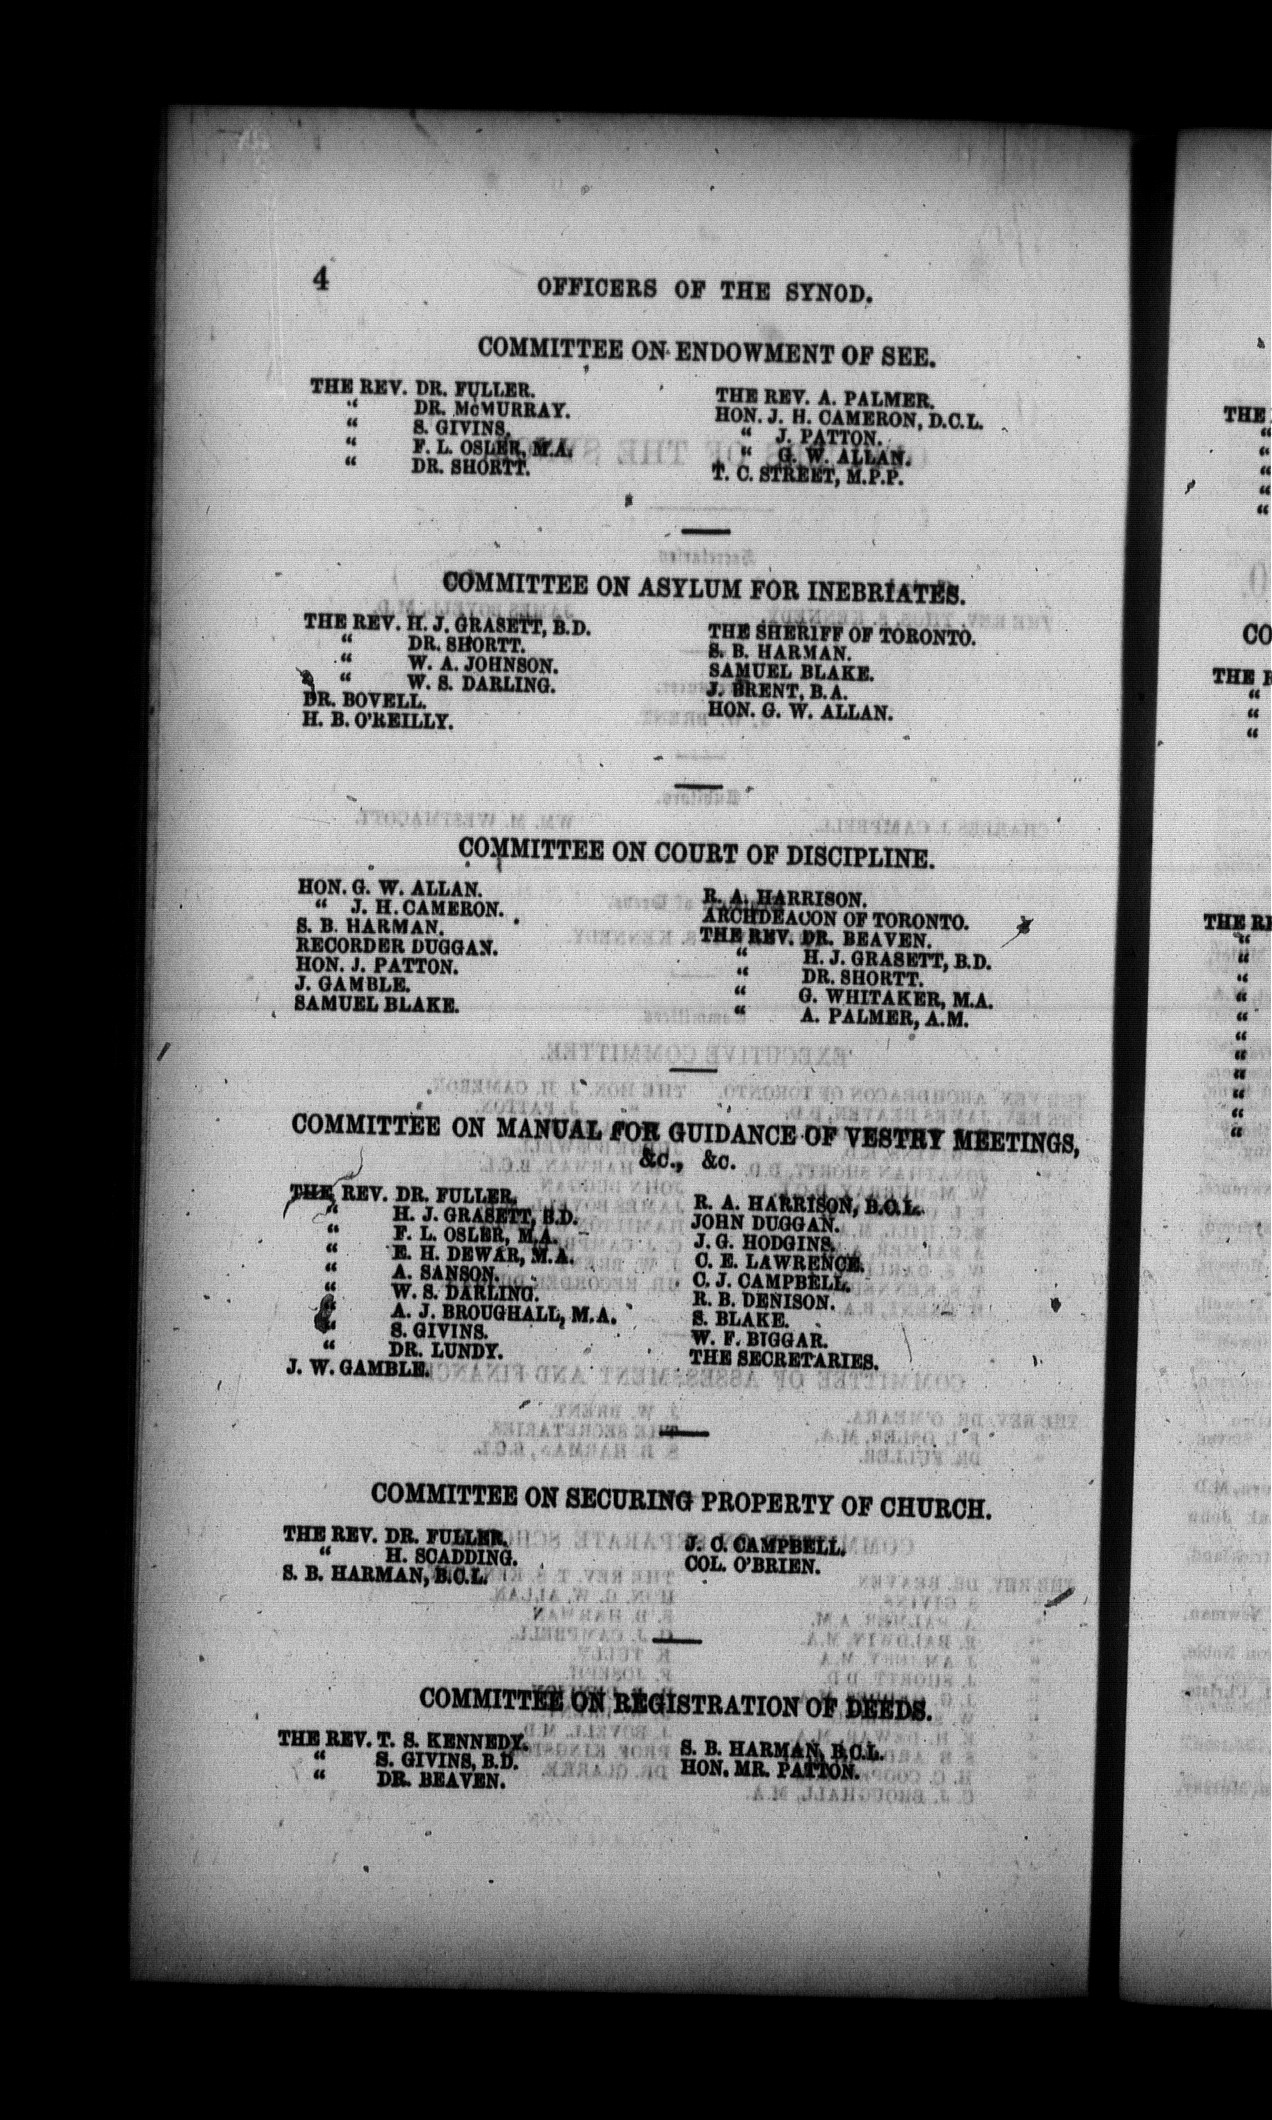 4
OFFICERS OF THE SYNOD.
COMMITTEE ON ENDOWMENT OF SEE.
THE REV. DR. FULLER.
“ DR. McMURRAY.
“ S. GIVINS.
“ F. L. OSLER, M.A.
“ DR. SHORTT.
THE REV. A. PALMER.
HON. J. H. CAMERON, D.C.L.
“ J. PATTON.
“ G. W. ALLAN.
T. C. STREET, M.P.P.
COMMITTEE ON ASYLUM FOR INEBRIATES.
THE REV. H. J. GRASETT, B.D.
“ DR. SHORTT.
“ W. A. JOHNSON.
“ W. S. DARLING.
DR. BOVELL.
H. B. O'REILLY.
THE SHERIFF OF TORONTO.
S. B. HARMAN.
SAMUEL BLAKE.
J. BRENT, B.A.
HON. G. W. ALLAN.
COMMITTEE ON COURT OF DISCIPLINE.
HON. G. W. ALLAN.
“ J. H. CAMERON.
S. B. HARMAN.
RECORDER DUGGAN.
HON. J. PATTON.
J. GAMBLE.
SAMUEL BLAKE.
R. A. HARRISON.
ARCHDEACON OF TORONTO.
THE REV. DR. BEAVEN.
“ H. J. GRASETT, B.D.
“ DR. SHORTT.
“ G. WHITAKER, M.A.
“ A. PALMER, A.M.
COMMITTEE ON MANUAL FOR GUIDANCE OF VESTRY MEETINGS,
&c., &c.
THE REV. DR. FULLER.
“ H. J. GRASETT, B.D.
“ F. L. OSLER, M.A.
“ E. H. DEWAR, M.A.
“ A. SANSON.
“ W. S. DARLING.
“ A. J. BROUGHALL, M.A.
“ S. GIVINS.
“ DR. LUNDY.
J. W. GAMBLE.
R. A. HARRISON, B.C.L.
JOHN DUGGAN.
J. G. HODGINS.
C. E. LAWRENCE.
C. J. CAMPBELL.
R. B. DENISON.
S. BLAKE.
W. F. BIGGAR.
THE SECRETARIES.
COMMITTEE ON SECURING PROPERTY OF CHURCH.
THE REV. DR. FULLER.
“ H. SCADDING.
S. B. HARMAN, B.C.L.
J. C. CAMPBELL.
COL. O'BRIEN.
COMMITTEE ON REGISTRATION OF DEEDS.
THE REV. T. S. KENNEDY.
“ S. GIVINS, B.D.
“ DR. BEAVEN.
S. B. HARMAN, B.C.L.
HON. MR. PATTON.
THE
CO
THE R
THE RE